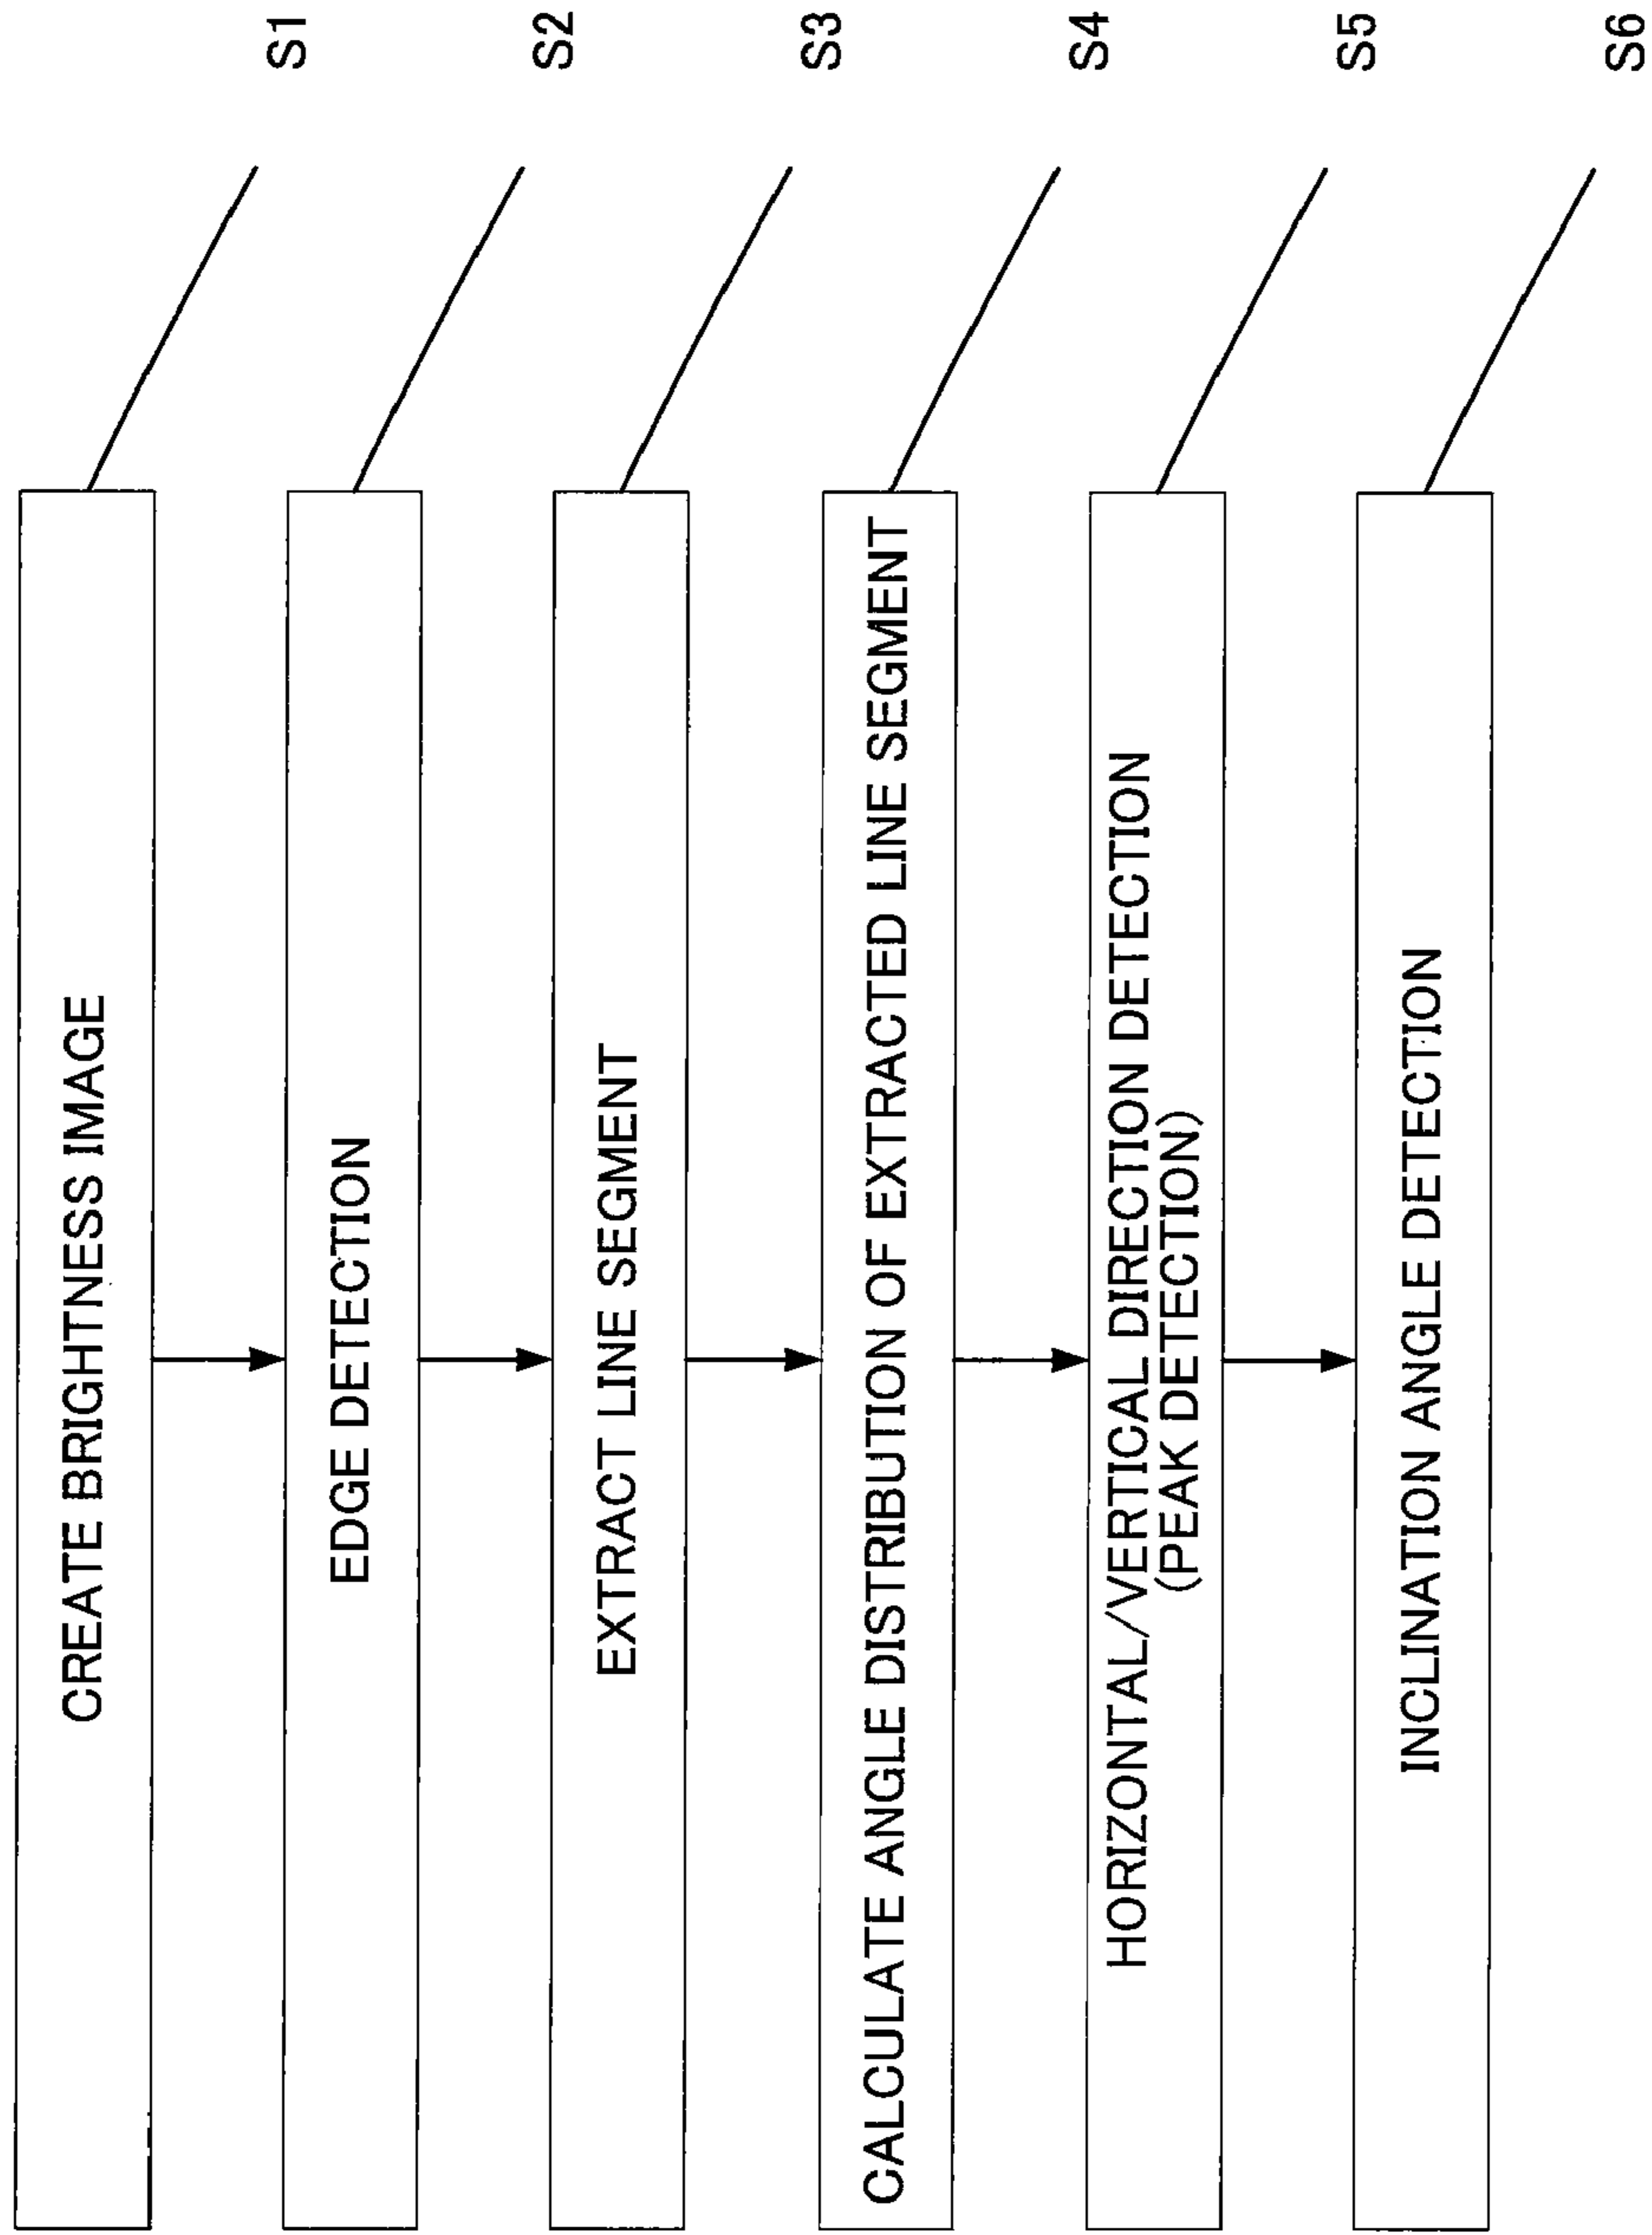 CREATE BRIGHTNESS IMAGE
S1
EDGE DETECTION
S2
EXTRACT LINE SEGMENT
S3
CALCULATE ANGLE DISTRIBUTION OF EXTRACTED LINE SEGMENT
S4
HORIZONTAL/VERTICAL DIRECTION DETECTION
(PEAK DETECTION)
S5
INCLINATION ANGLE DETECTION
S6